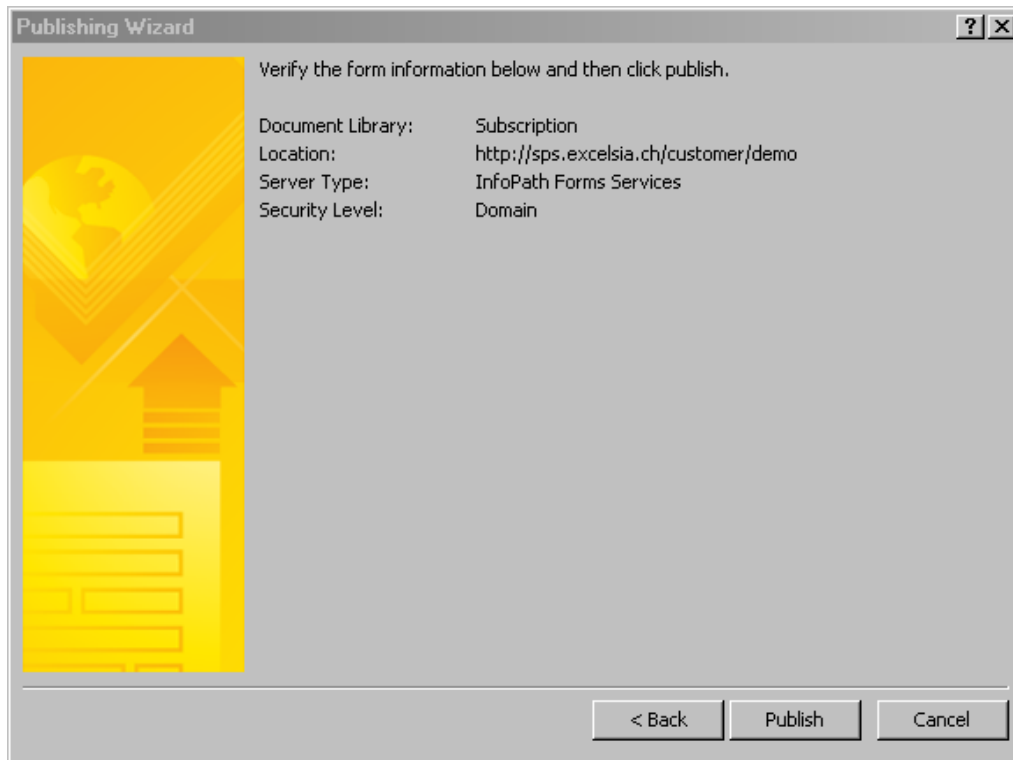 Publishing Wizard
? X
Verify the form information below and then click publish.
Document Library: Subscription
Location: http://sps.excelsia.ch/customer/demo
Server Type: InfoPath Forms Services
Security Level: Domain
< Back Publish Cancel